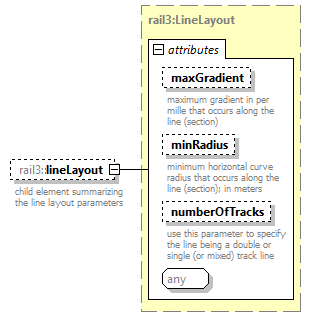 rail3:LineLayout
attributes
maxGradient
maximum gradient in per
mille that occurs along the
line (section)
minRadius
minimum horizontal curve
radius that occurs along the
line (section); in meters
rail3::lineLayout
child element summarizing
the line layout parameters
numberOfTracks
use this parameter to specify
the line being a double or
single (or mixed) track line
any